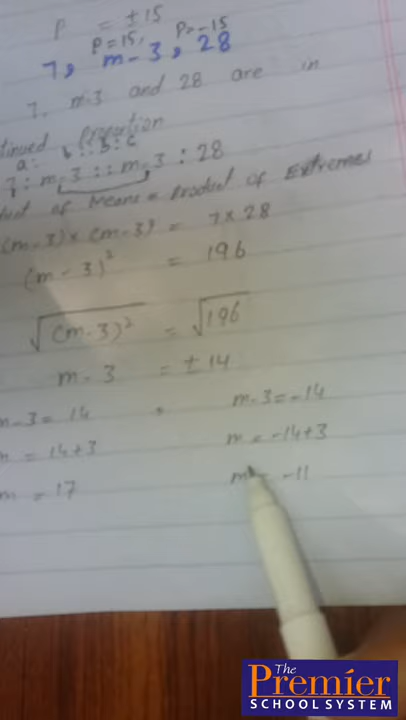 P = ±15
P=15, P=-15
7, m-3, 28
7. m-3 and 28 are in
tinued Proportion
a: b :: b : c
7 : m-3 :: m-3 : 28
duct of Means = Product of Extremes
(m-3) × (m-3) = 7 × 28
(m-3)² = 196
√(m-3)² = √196
m-3 = ±14
m-3 = 14 m-3 = -14
m = 14+3 m = -14+3
m = 17 m = -11
The
Premier
SCHOOL SYSTEM